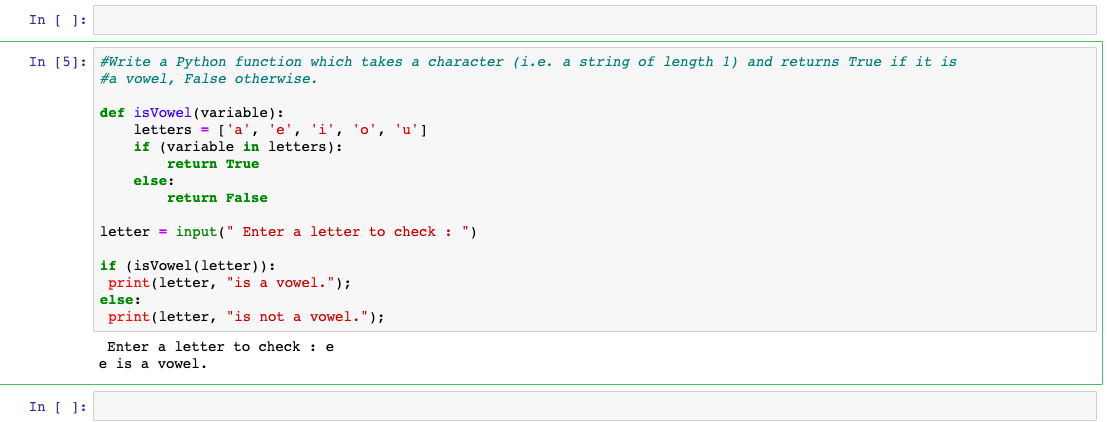 In [ ]:
In [5]: #Write a Python function which takes a character (i.e. a string of length 1) and returns True if it is
#a vowel, False otherwise.
def isVowel(variable):
    letters = ['a', 'e', 'i', 'o', 'u']
    if (variable in letters):
        return True
    else:
        return False
letter = input(" Enter a letter to check : ")
if (isVowel(letter)):
 print(letter, "is a vowel.");
else:
 print(letter, "is not a vowel.");
 Enter a letter to check : e
e is a vowel.
In [ ]: